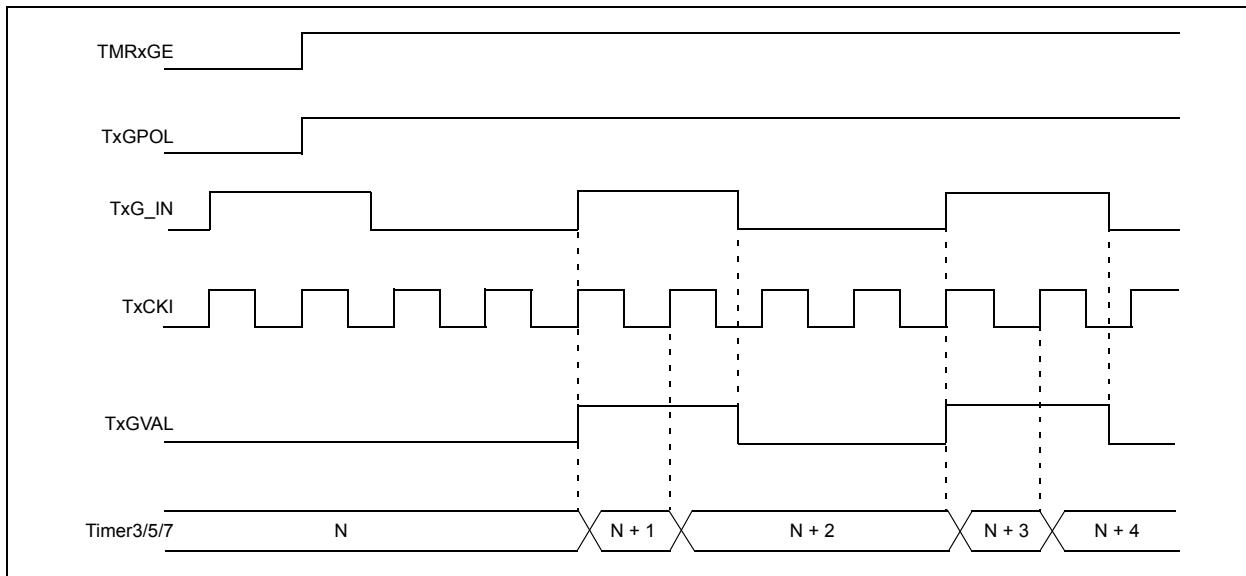 TMRxGE
TxGPOL
TxG_IN
TxCKI
TxGVAL
Timer3/5/7 N N + 1 N + 2 N + 3 N + 4